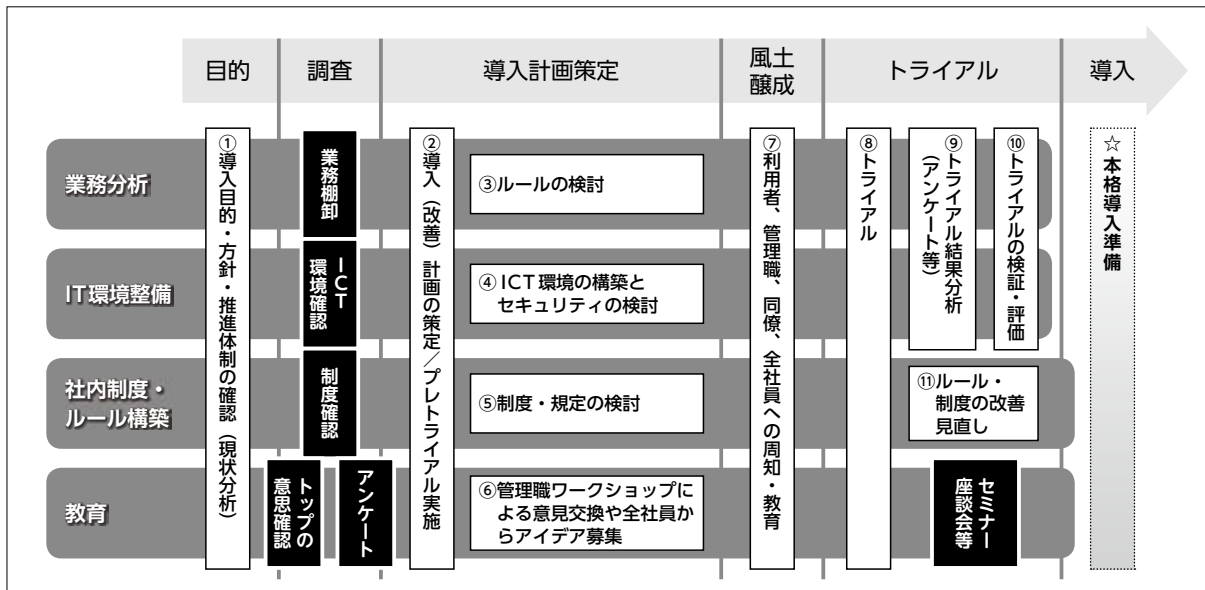 目的
調査
導入計画策定
風土
醸成
トライアル
導入
業務分析
IT環境整備
社内制度・
ルール構築
教育
①導入目的・方針・推進体制の確認（現状分析）
業務棚卸
ICT
環境確認
制度確認
トップの
意思確認
アンケート
②導入（改善）計画の策定／プレトライアル実施
③ルールの検討
④ICT環境の構築と
セキュリティの検討
⑤制度・規定の検討
⑥管理職ワークショップに
よる意見交換や全社員か
らアイデア募集
⑦利用者、管理職、同僚、全社員への周知・教育
⑧トライアル
⑨トライアル結果分析
（アンケート等）
⑩トライアルの検証・評価
⑪ルール・
制度の改善
見直し
セミナー
座談会等
☆本格導入準備